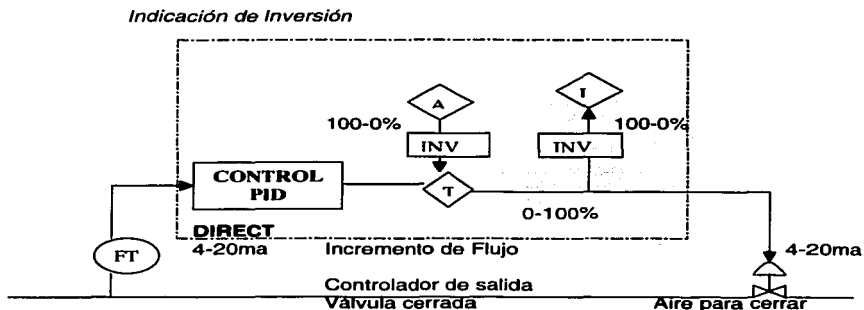 Indicación de Inversión
A
I
100-0%
100-0%
INV
INV
CONTROL
PID
T
0-100%
DIRECT
4-20ma
Incremento de Flujo
FT
4-20ma
Controlador de salida
Válvula cerrada
Aire para cerrar